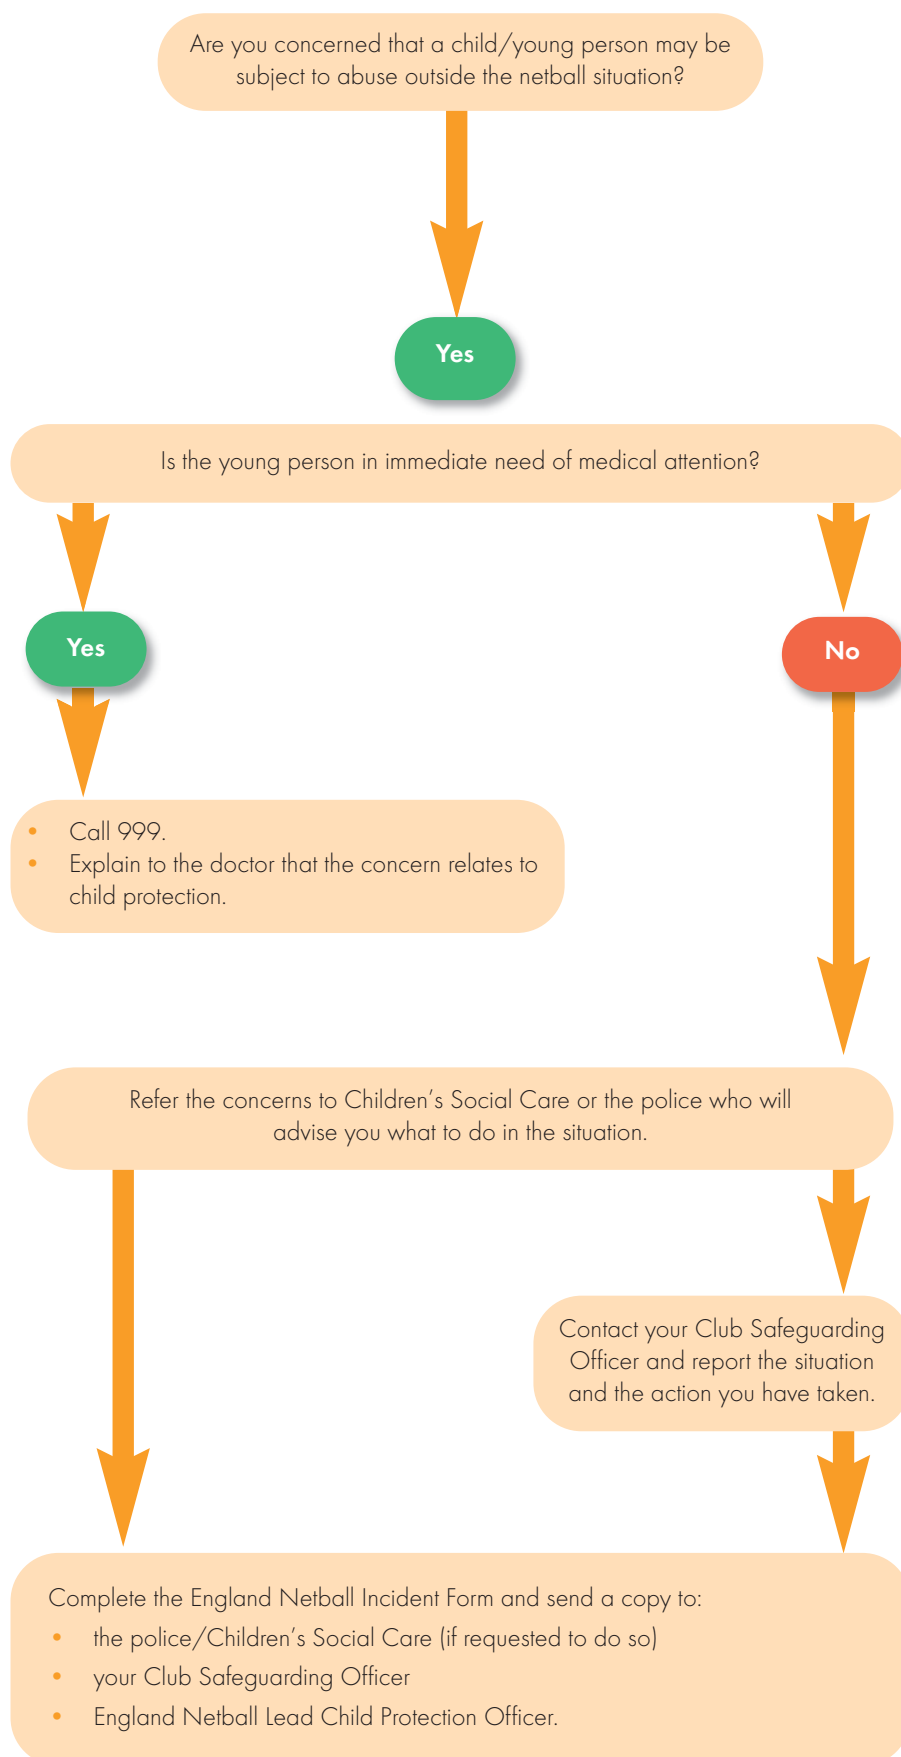 Are you concerned that a child/young person may be
subject to abuse outside the netball situation?
Yes
Is the young person in immediate need of medical attention?
Yes
No
• Call 999.
• Explain to the doctor that the concern relates to
child protection.
Refer the concerns to Children’s Social Care or the police who will
advise you what to do in the situation.
Contact your Club Safeguarding
Officer and report the situation
and the action you have taken.
Complete the England Netball Incident Form and send a copy to:
• the police/Children’s Social Care (if requested to do so)
• your Club Safeguarding Officer
• England Netball Lead Child Protection Officer.